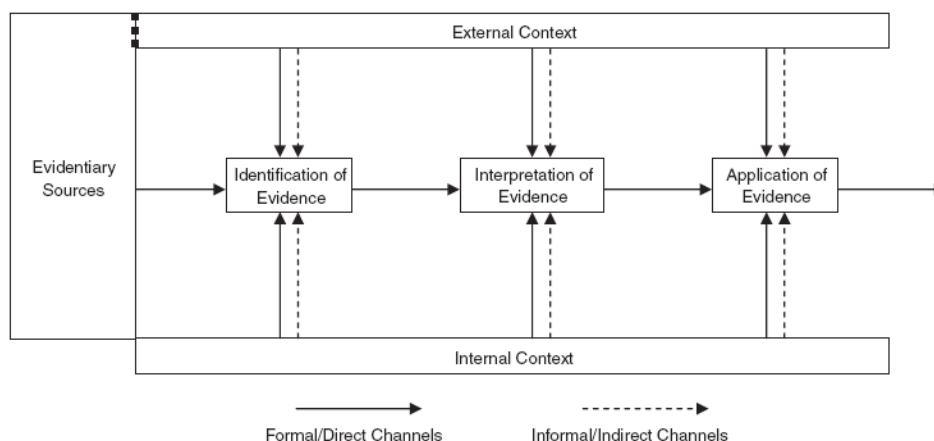 External Context
Evidentiary
Sources
Identification of
Evidence
Interpretation of
Evidence
Application of
Evidence
Internal Context
Formal/Direct Channels
Informal/Indirect Channels